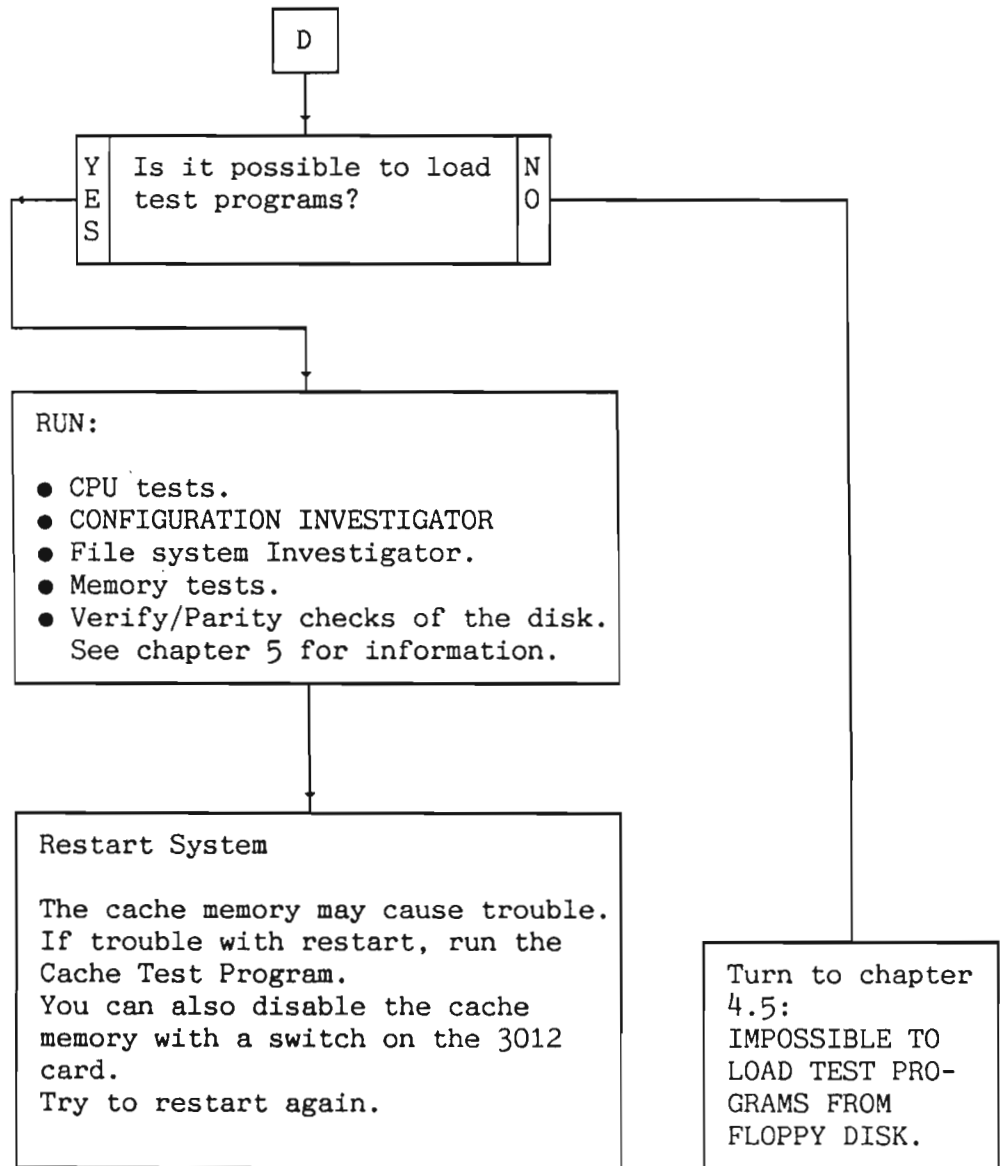 D
YES
Is it possible to load
test programs?
NO
RUN:
● CPU tests.
● CONFIGURATION INVESTIGATOR
● File system Investigator.
● Memory tests.
● Verify/Parity checks of the disk.
See chapter 5 for information.
Restart System
The cache memory may cause trouble.
If trouble with restart, run the
Cache Test Program.
You can also disable the cache
memory with a switch on the 3012
card.
Try to restart again.
Turn to chapter
4.5:
IMPOSSIBLE TO
LOAD TEST PRO-
GRAMS FROM
FLOPPY DISK.